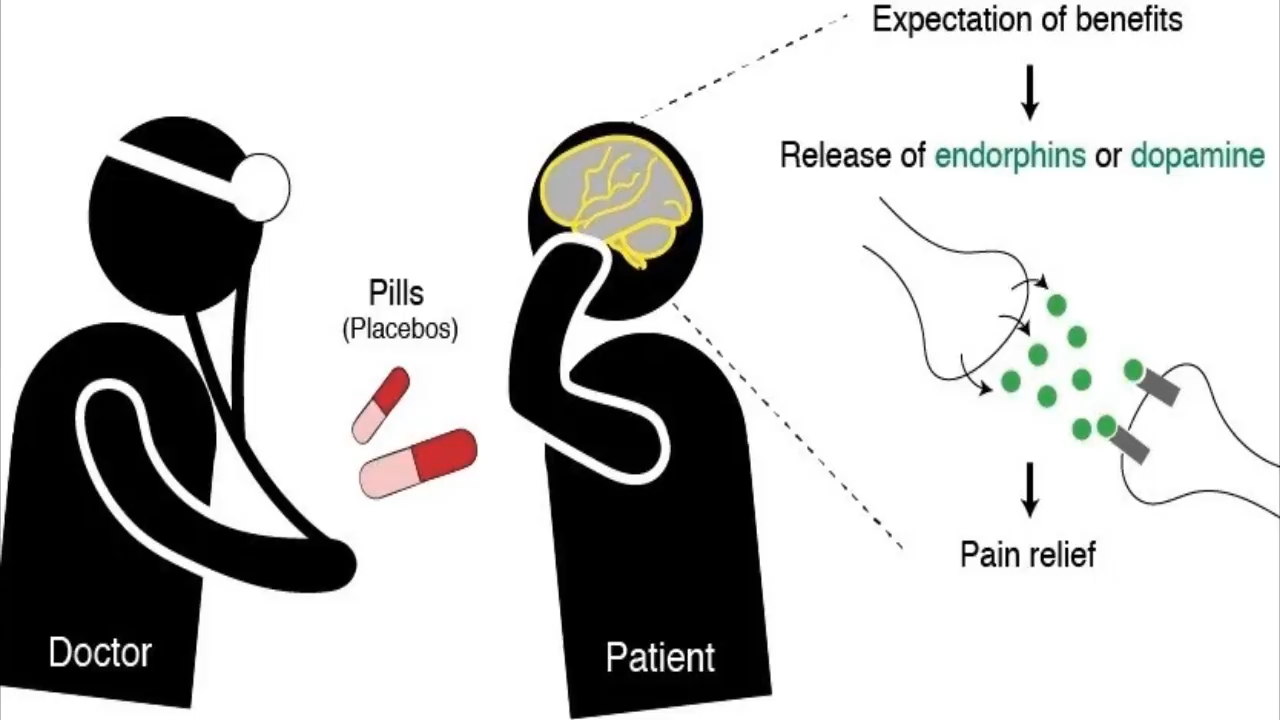 Expectation of benefits
Release of endorphins or dopamine
Pills
(Placebos)
Pain relief
Doctor
Patient